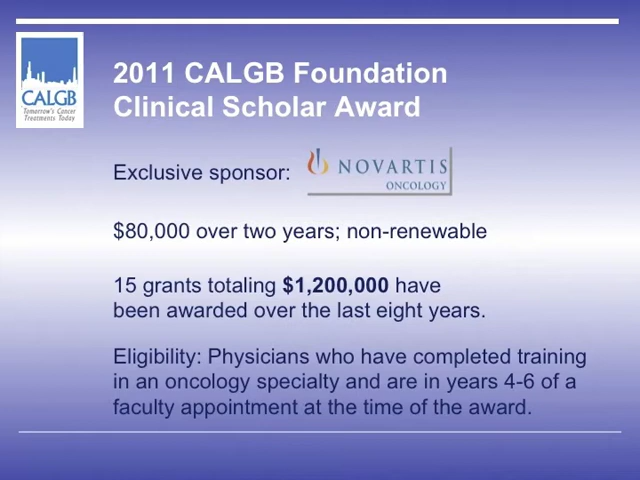 2011 CALGB Foundation
Clinical Scholar Award
CALGB
Tomorrow's Cancer
Treatments Today
Exclusive sponsor:
NOVARTIS
ONCOLOGY
$80,000 over two years; non-renewable
15 grants totaling $1,200,000 have
been awarded over the last eight years.
Eligibility: Physicians who have completed training
in an oncology specialty and are in years 4-6 of a
faculty appointment at the time of the award.